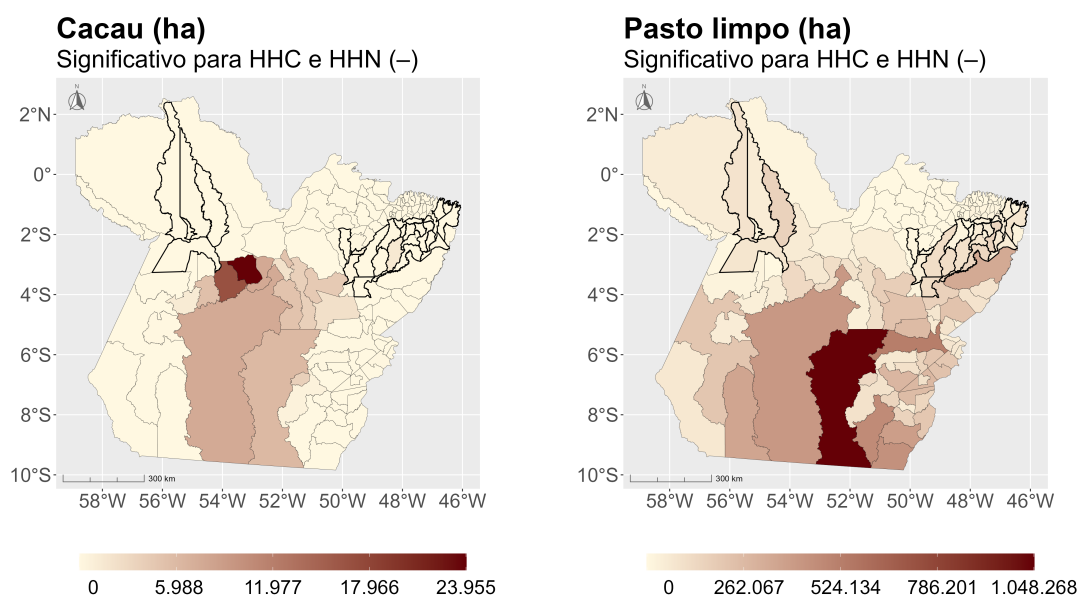 Cacau (ha)
Significativo para HHC e HHN (–)
N
2°N
0°
2°S
4°S
6°S
8°S
10°S
300 km
58°W 56°W 54°W 52°W 50°W 48°W 46°W
0 5.988 11.977 17.966 23.955
Pasto limpo (ha)
Significativo para HHC e HHN (–)
N
2°N
0°
2°S
4°S
6°S
8°S
10°S
300 km
58°W 56°W 54°W 52°W 50°W 48°W 46°W
0 262.067 524.134 786.201 1.048.268